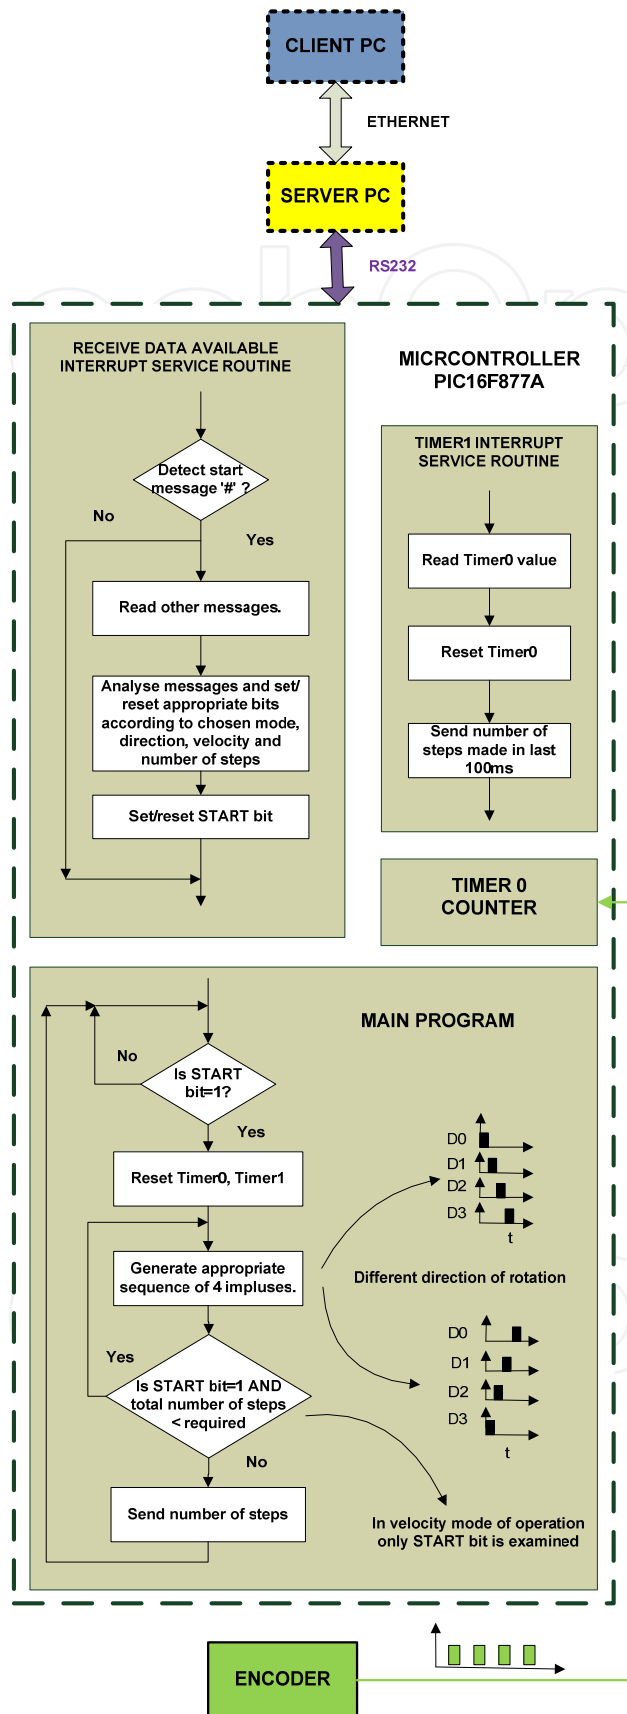 CLIENT PC
ETHERNET
SERVER PC
RS232
RECEIVE DATA AVAILABLE
INTERRUPT SERVICE ROUTINE
Detect start
message '#' ?
No
Yes
Read other messages.
Analyse messages and set/
reset appropriate bits
according to chosen mode,
direction, velocity and
number of steps
Set/reset START bit
MICRCONTROLLER
PIC16F877A
TIMER1 INTERRUPT
SERVICE ROUTINE
Read Timer0 value
Reset Timer0
Send number of
steps made in last
100ms
TIMER 0
COUNTER
MAIN PROGRAM
No
Is START
bit=1?
Yes
Reset Timer0, Timer1
Generate appropriate
sequence of 4 impluses.
Yes
Is START bit=1 AND
total number of steps
< required
No
Send number of steps
D0
D1
D2
D3
t
Different direction of rotation
D0
D1
D2
D3
t
In velocity mode of operation
only START bit is examined
ENCODER